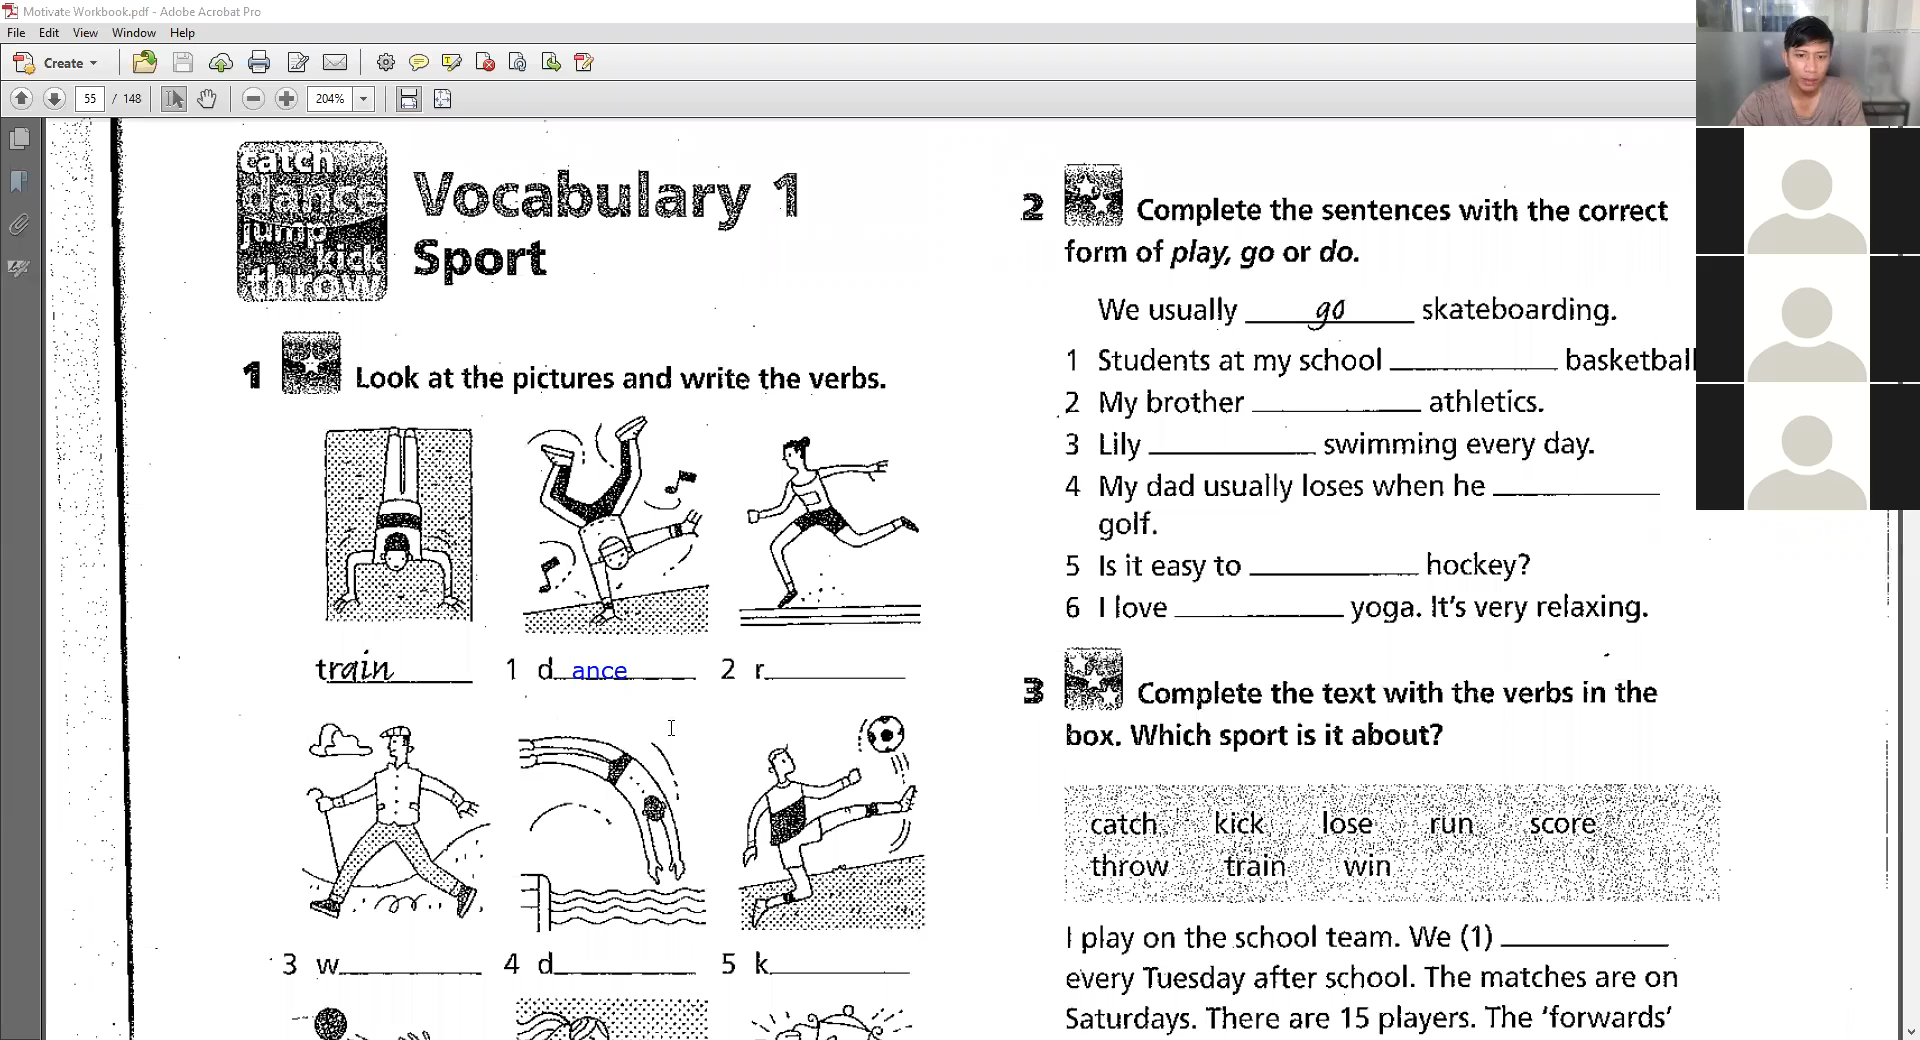 Motivate Workbook.pdf - Adobe Acrobat Pro
File Edit View Window Help
Create
55 / 148 204%
catch
dance
jump
kick
throw
Vocabulary 1
Sport
1 Look at the pictures and write the verbs.
train 1 dance 2 r
3 w 4 d 5 k
2 Complete the sentences with the correct
form of play, go or do.
We usually go skateboarding.
1 Students at my school basketball
2 My brother athletics.
3 Lily swimming every day.
4 My dad usually loses when he
golf.
5 Is it easy to hockey?
6 I love yoga. It's very relaxing.
3 Complete the text with the verbs in the
box. Which sport is it about?
catch kick lose run score
throw train win
I play on the school team. We (1)
every Tuesday after school. The matches are on
Saturdays. There are 15 players. The 'forwards'